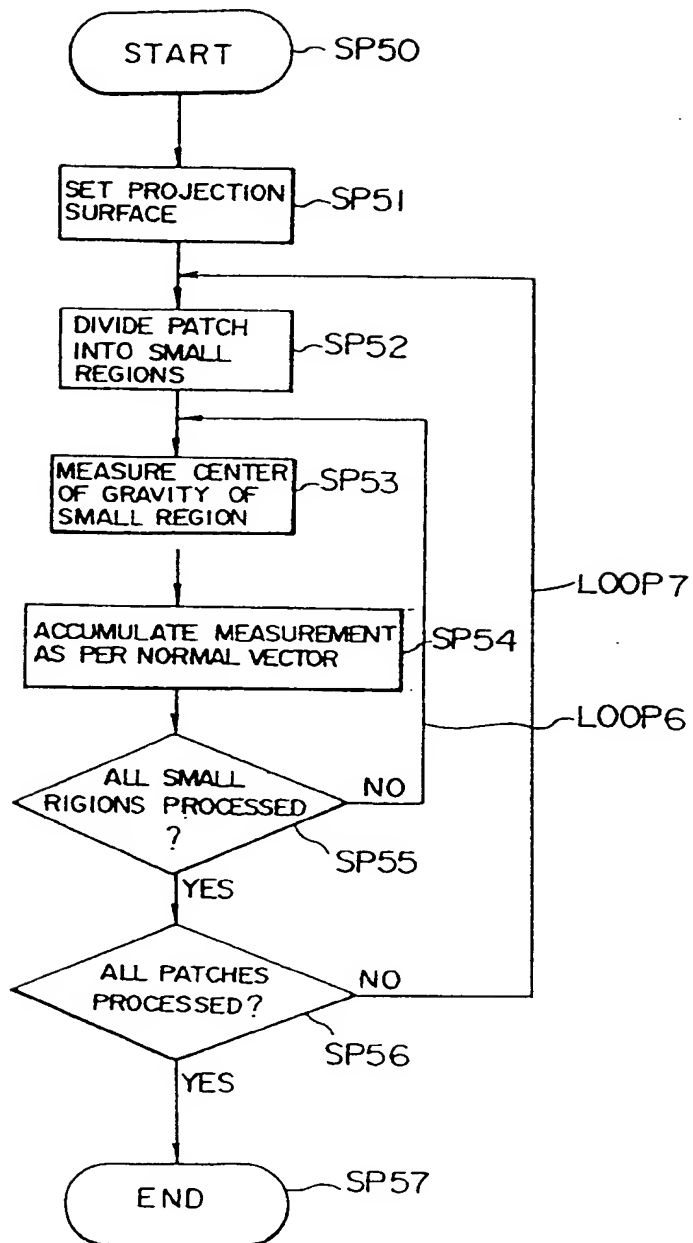 START
SP50
SET PROJECTION
SURFACE
SP51
DIVIDE PATCH
INTO SMALL
REGIONS
SP52
MEASURE CENTER
OF GRAVITY OF
SMALL REGION
SP53
LOOP7
ACCUMULATE MEASUREMENT
AS PER NORMAL VECTOR
SP54
LOOP6
ALL SMALL
RIGIONS PROCESSED
?
NO
SP55
YES
ALL PATCHES
PROCESSED?
NO
SP56
YES
END
SP57